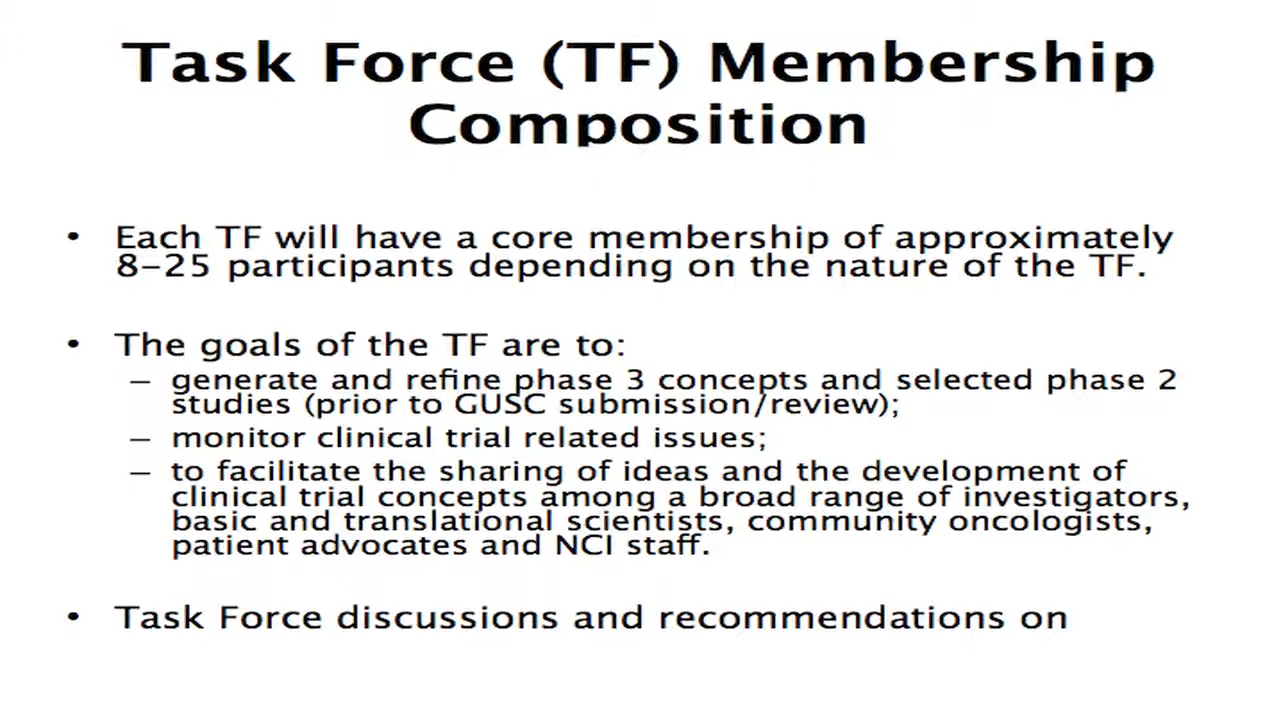 Task Force (TF) Membership
Composition
• Each TF will have a core membership of approximately
8–25 participants depending on the nature of the TF.
• The goals of the TF are to:
– generate and refine phase 3 concepts and selected phase 2
studies (prior to GUSC submission/review);
– monitor clinical trial related issues;
– to facilitate the sharing of ideas and the development of
clinical trial concepts among a broad range of investigators,
basic and translational scientists, community oncologists,
patient advocates and NCI staff.
• Task Force discussions and recommendations on